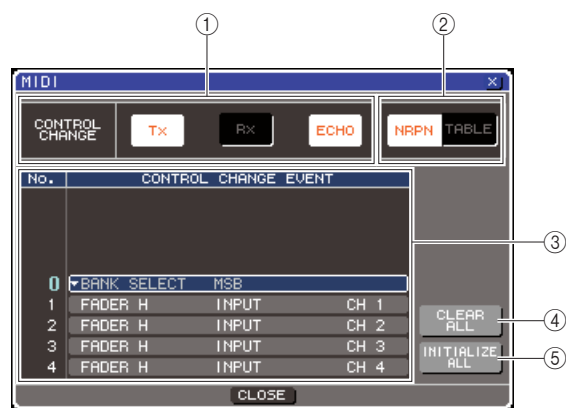 ① ②
MIDI X
CONTROL CHANGE Tx Rx ECHO NRPN TABLE
No. CONTROL CHANGE EVENT
③
0 BANK SELECT MSB
1 FADER H INPUT CH 1
2 FADER H INPUT CH 2
3 FADER H INPUT CH 3
4 FADER H INPUT CH 4
CLEAR ALL ④
INITIALIZE ALL ⑤
CLOSE